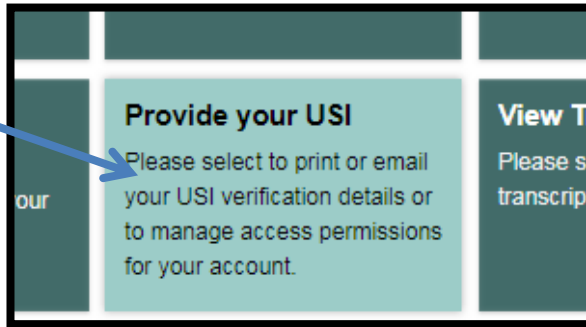 Provide your USI
Please select to print or email
your USI verification details or
to manage access permissions
for your account.
our
View T
Please s
transcrip